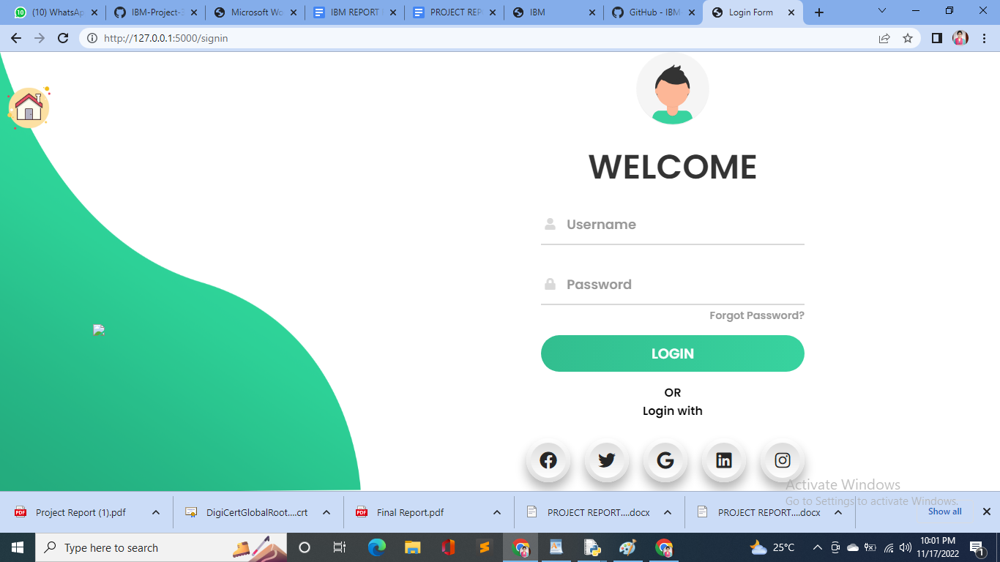 (10) WhatsAp
IBM-Project-3
Microsoft Wo
IBM REPORT
PROJECT REP
IBM
GitHub - IBM
Login Form
http://127.0.0.1:5000/signin
WELCOME
Username
Password
Forgot Password?
LOGIN
OR
Login with
Activate Windows
Go to Settings to activate Windows.
Project Report (1).pdf
DigiCertGlobalRoot....crt
Final Report.pdf
PROJECT REPORT....docx
PROJECT REPORT....docx
Show all
Type here to search
25°C
10:01 PM
11/17/2022
1